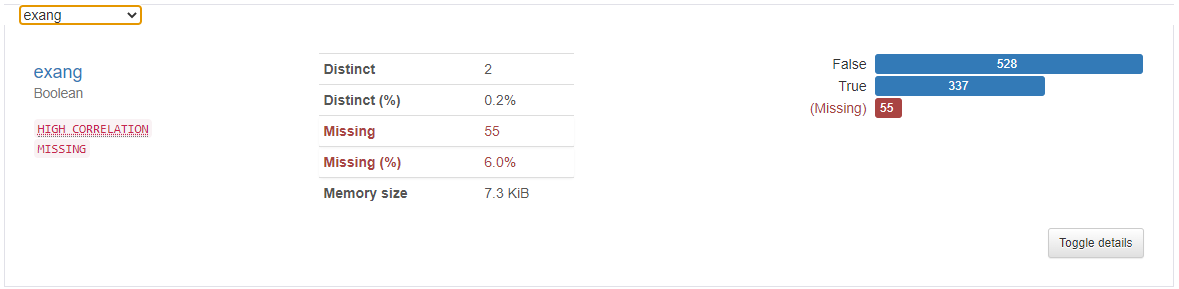 exang
exang
Boolean
HIGH CORRELATION
MISSING
Distinct 2
Distinct (%) 0.2%
Missing 55
Missing (%) 6.0%
Memory size 7.3 KiB
False 528
True 337
(Missing) 55
Toggle details